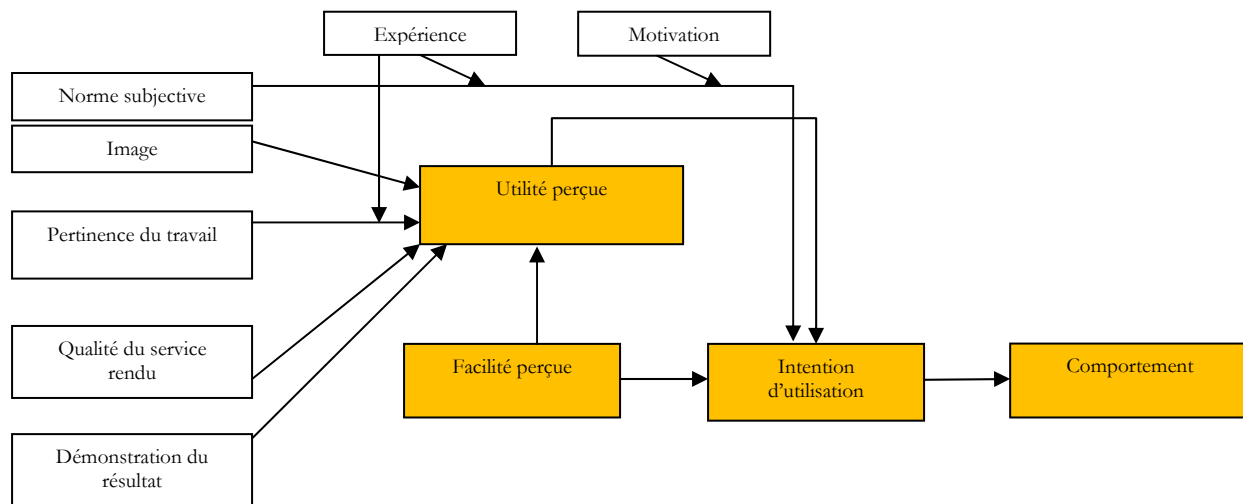 Expérience
Motivation
Norme subjective
Image
Utilité perçue
Pertinence du travail
Qualité du service
rendu
Facilité perçue
Intention
d’utilisation
Comportement
Démonstration du
résultat